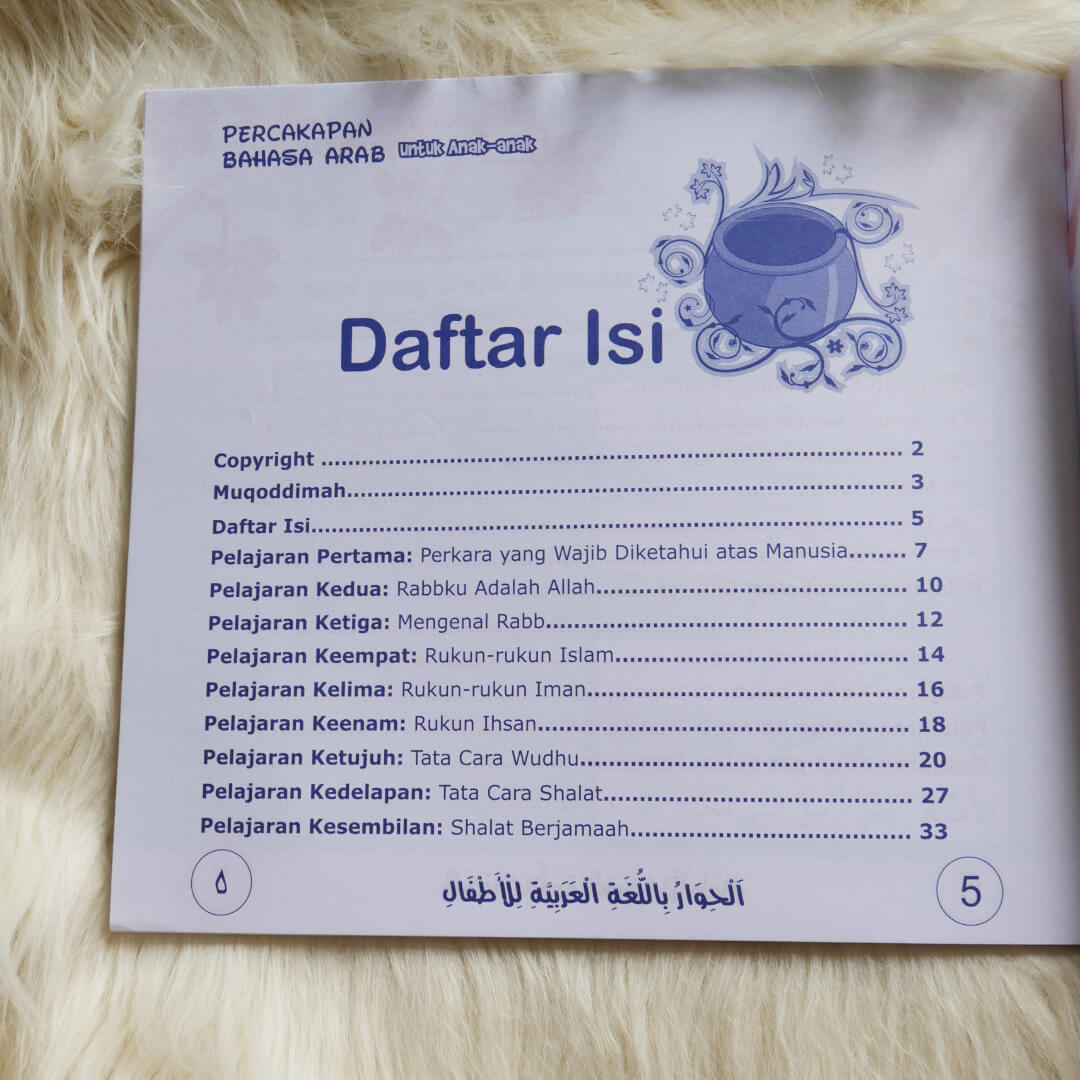 PERCAKAPAN
BAHASA ARAB untuk Anak-anak
Daftar Isi
Copyright ........................................................................................ 2
Muqoddimah.................................................................................... 3
Daftar Isi.......................................................................................... 5
Pelajaran Pertama: Perkara yang Wajib Diketahui atas Manusia........ 7
Pelajaran Kedua: Rabbku Adalah Allah............................................... 10
Pelajaran Ketiga: Mengenal Rabb....................................................... 12
Pelajaran Keempat: Rukun-rukun Islam............................................. 14
Pelajaran Kelima: Rukun-rukun Iman................................................. 16
Pelajaran Keenam: Rukun Ihsan........................................................ 18
Pelajaran Ketujuh: Tata Cara Wudhu.................................................. 20
Pelajaran Kedelapan: Tata Cara Shalat............................................... 27
Pelajaran Kesembilan: Shalat Berjamaah........................................... 33
۵ اَلْحِوَارُ بِاللُّغَةِ الْعَرَبِيَّةِ لِلْأَطْفَالِ 5